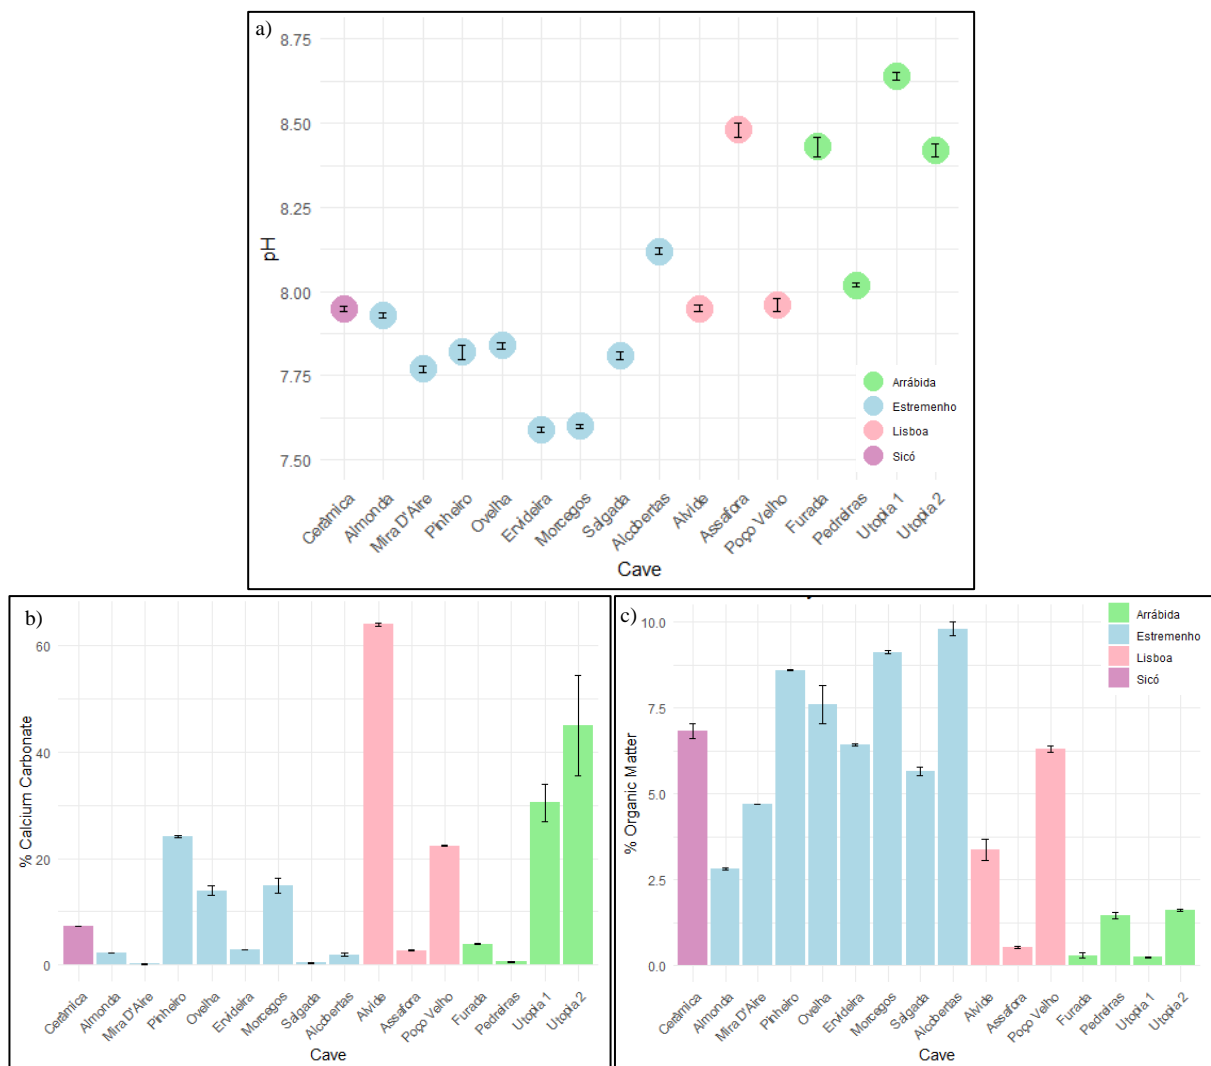 a)
8.75
8.50
8.25
8.00
7.75
7.50
pH
Arrábida
Estremenho
Lisboa
Sicó
Cerâmica
Almonda
Mira D'Aire
Pinheiro
Ovelha
Ervideira
Morcegos
Salgada
Alcobertas
Alvide
Assafora
Poço Velho
Furada
Pedreiras
Utopia 1
Utopia 2
Cave
b)
60
40
20
0
% Calcium Carbonate
Cerâmica
Almonda
Mira D'Aire
Pinheiro
Ovelha
Ervideira
Morcegos
Salgada
Alcobertas
Alvide
Assafora
Poço Velho
Furada
Pedreiras
Utopia 1
Utopia 2
Cave
c)
10.0
7.5
5.0
2.5
0.0
% Organic Matter
Arrábida
Estremenho
Lisboa
Sicó
Cerâmica
Almonda
Mira D'Aire
Pinheiro
Ovelha
Ervideira
Morcegos
Salgada
Alcobertas
Alvide
Assafora
Poço Velho
Furada
Pedreiras
Utopia 1
Utopia 2
Cave